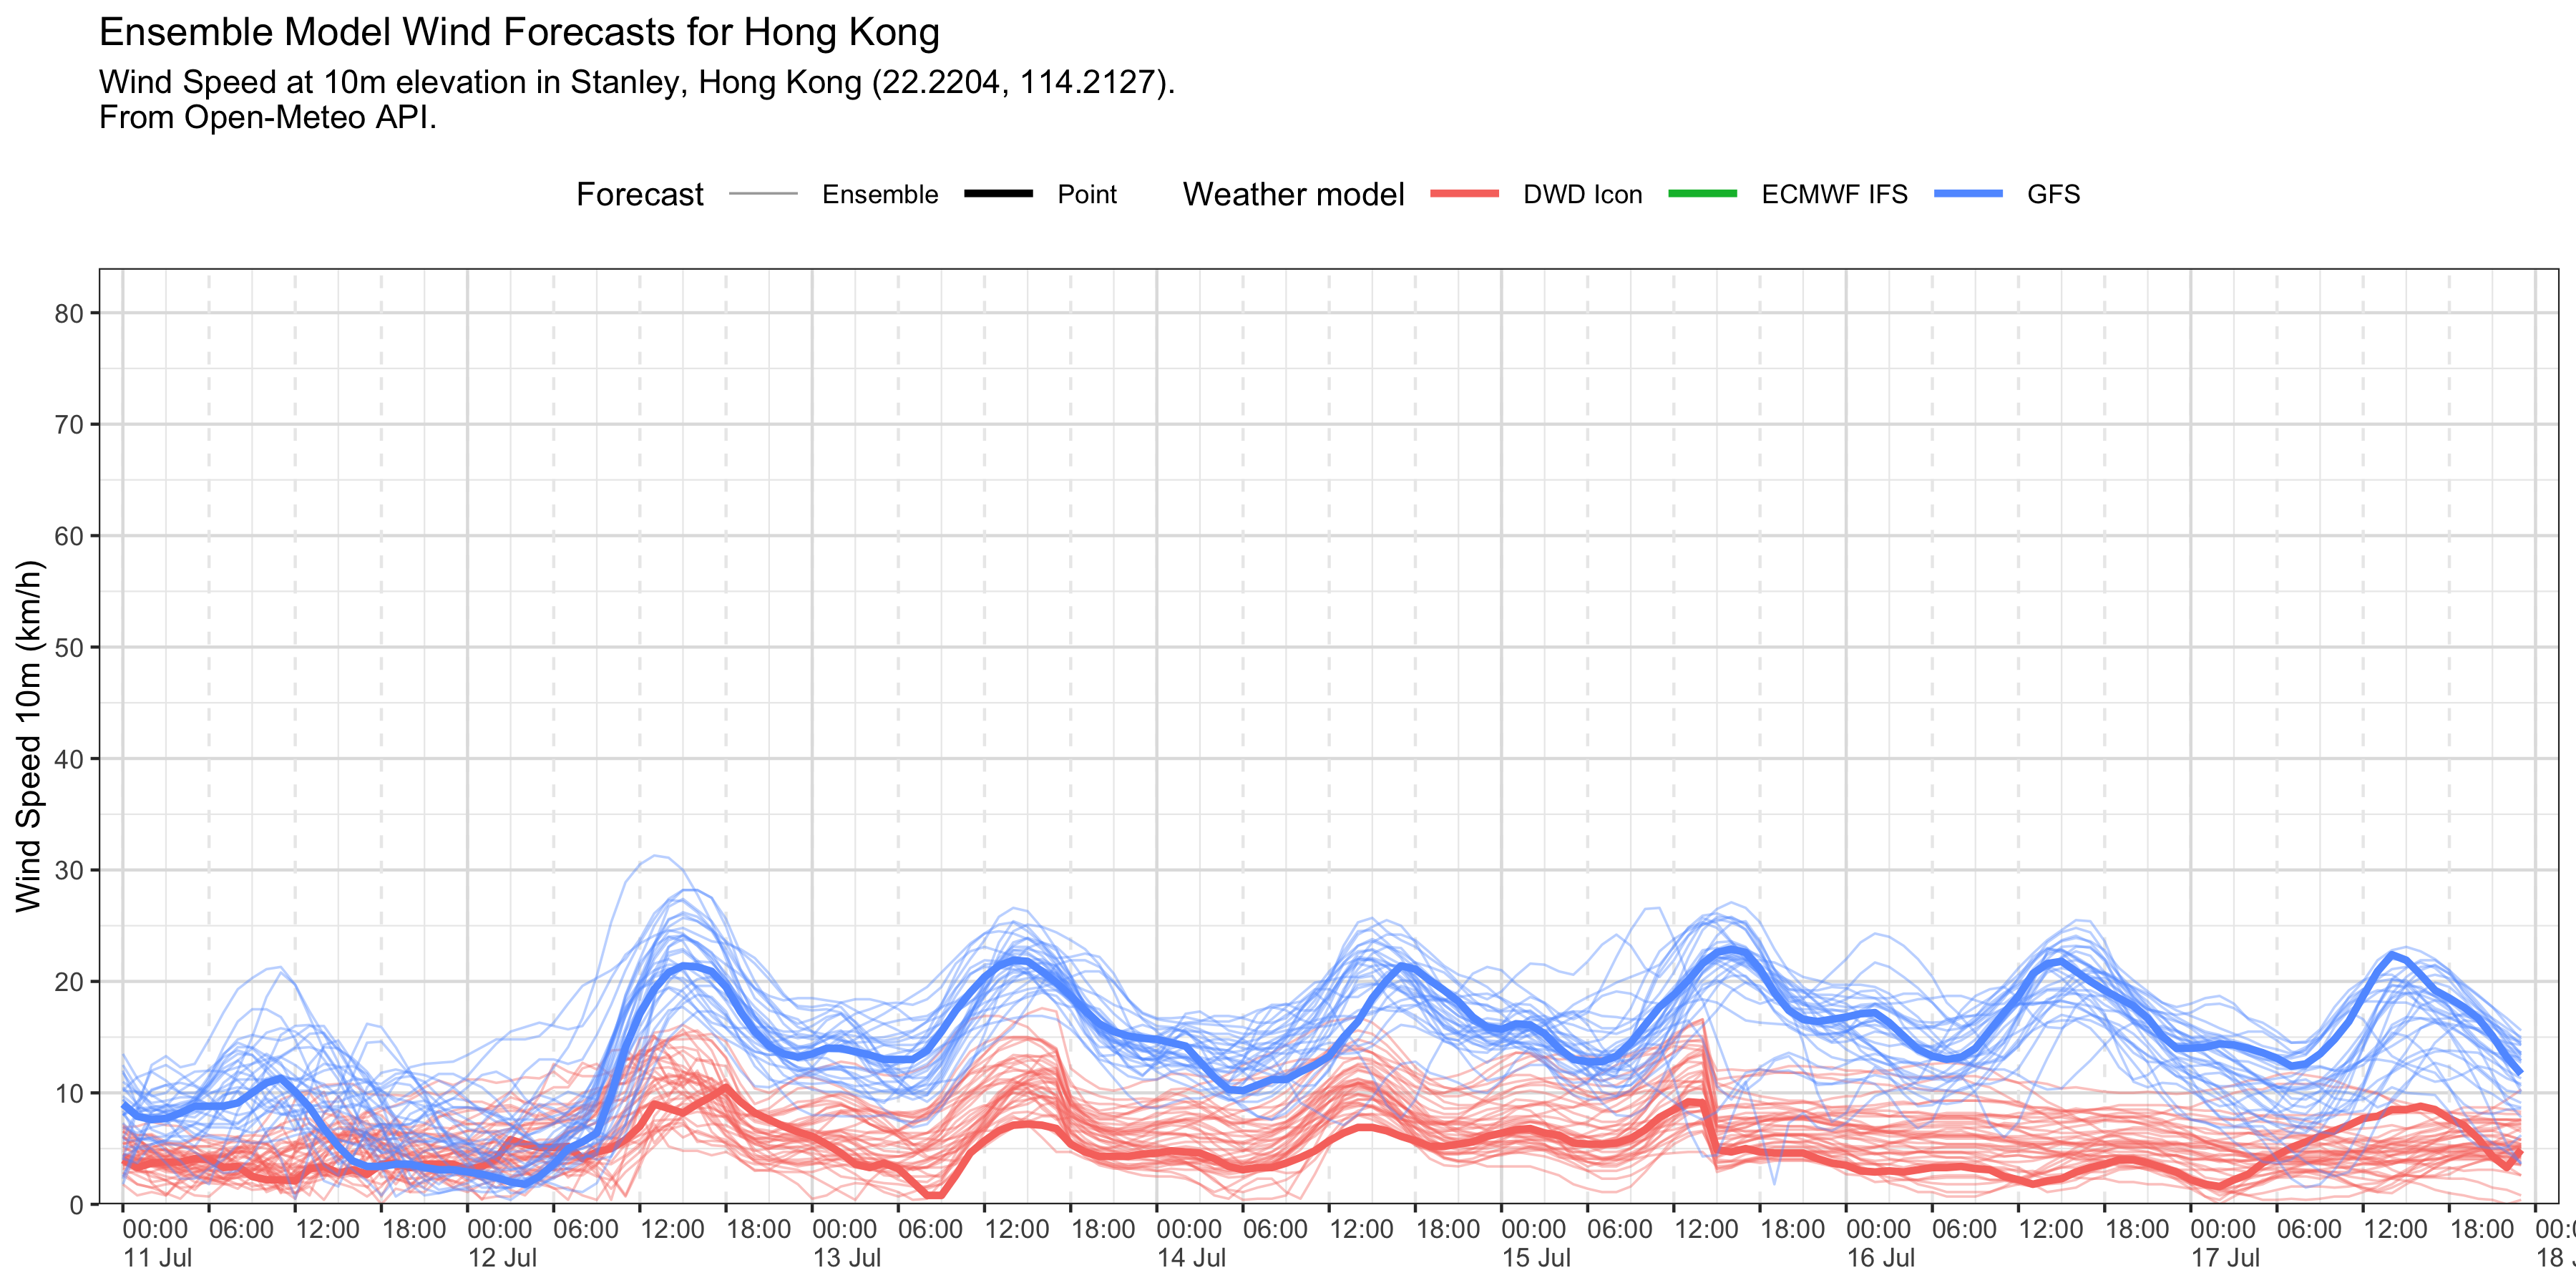 Ensemble Model Wind Forecasts for Hong Kong
Wind Speed at 10m elevation in Stanley, Hong Kong (22.2204, 114.2127).
From Open-Meteo API.
Forecast Ensemble Point Weather model DWD Icon ECMWF IFS GFS
Wind Speed 10m (km/h)
80
70
60
50
40
30
20
10
0
00:00 06:00 12:00 18:00 00:00 06:00 12:00 18:00 00:00 06:00 12:00 18:00 00:00 06:00 12:00 18:00 00:00 06:00 12:00 18:00 00:00 06:00 12:00 18:00 00:00 06:00 12:00 18:00
11 Jul 12 Jul 13 Jul 14 Jul 15 Jul 16 Jul 17 Jul 18